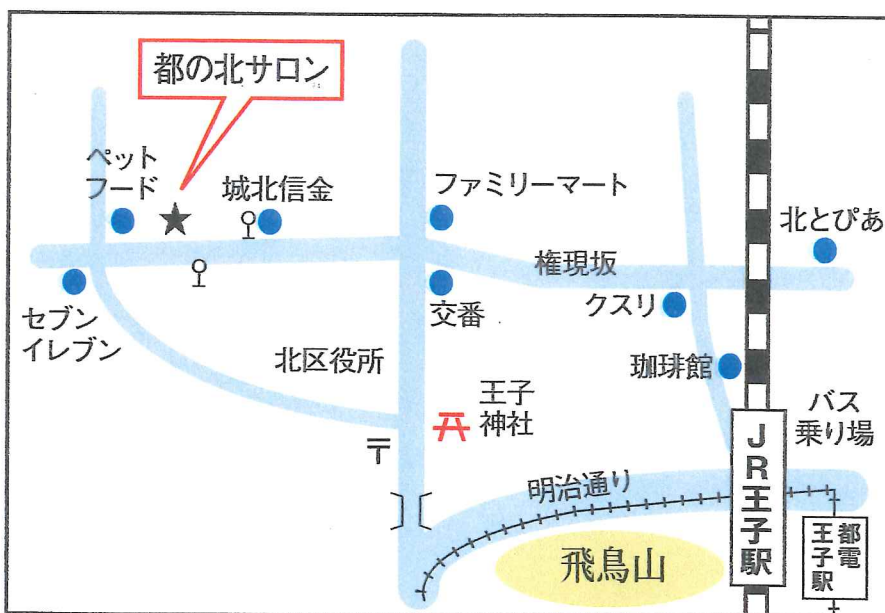 都の北サロン
ペット
フード
城北信金
ファミリーマート
北とぴあ
権現坂
セブン
イレブン
交番
クスリ
北区役所
珈琲館
王子
神社
バス
乗り場
〒
JR王子駅
明治通り
都電
王子駅
飛鳥山